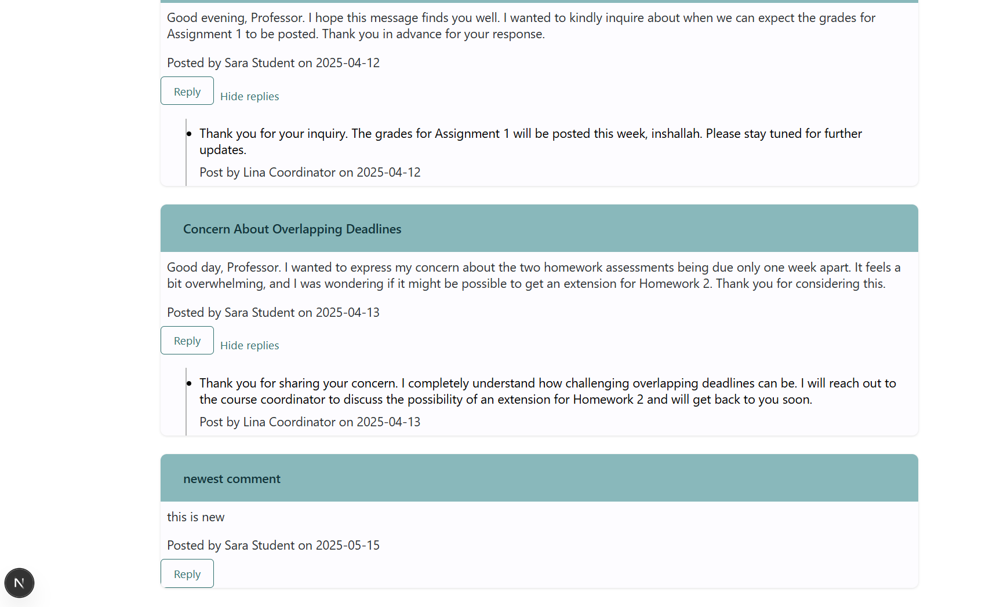 Good evening, Professor. I hope this message finds you well. I wanted to kindly inquire about when we can expect the grades for
Assignment 1 to be posted. Thank you in advance for your response.
Posted by Sara Student on 2025-04-12
Reply
Hide replies
Thank you for your inquiry. The grades for Assignment 1 will be posted this week, inshallah. Please stay tuned for further
updates.
Post by Lina Coordinator on 2025-04-12
Concern About Overlapping Deadlines
Good day, Professor. I wanted to express my concern about the two homework assessments being due only one week apart. It feels a
bit overwhelming, and I was wondering if it might be possible to get an extension for Homework 2. Thank you for considering this.
Posted by Sara Student on 2025-04-13
Reply
Hide replies
Thank you for sharing your concern. I completely understand how challenging overlapping deadlines can be. I will reach out to
the course coordinator to discuss the possibility of an extension for Homework 2 and will get back to you soon.
Post by Lina Coordinator on 2025-04-13
newest comment
this is new
Posted by Sara Student on 2025-05-15
Reply
N